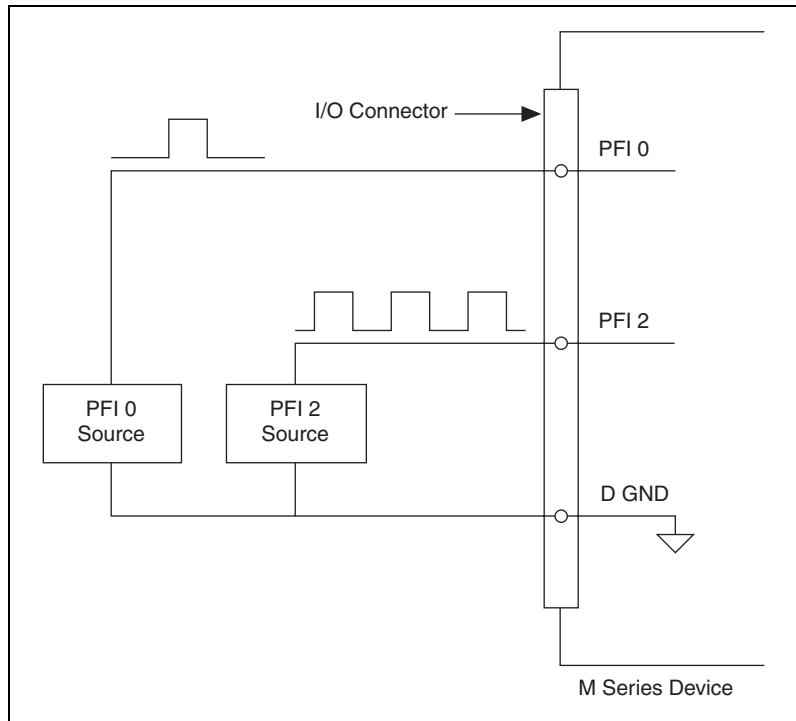 I/O Connector
PFI 0
PFI 2
PFI 0
Source
PFI 2
Source
D GND
M Series Device